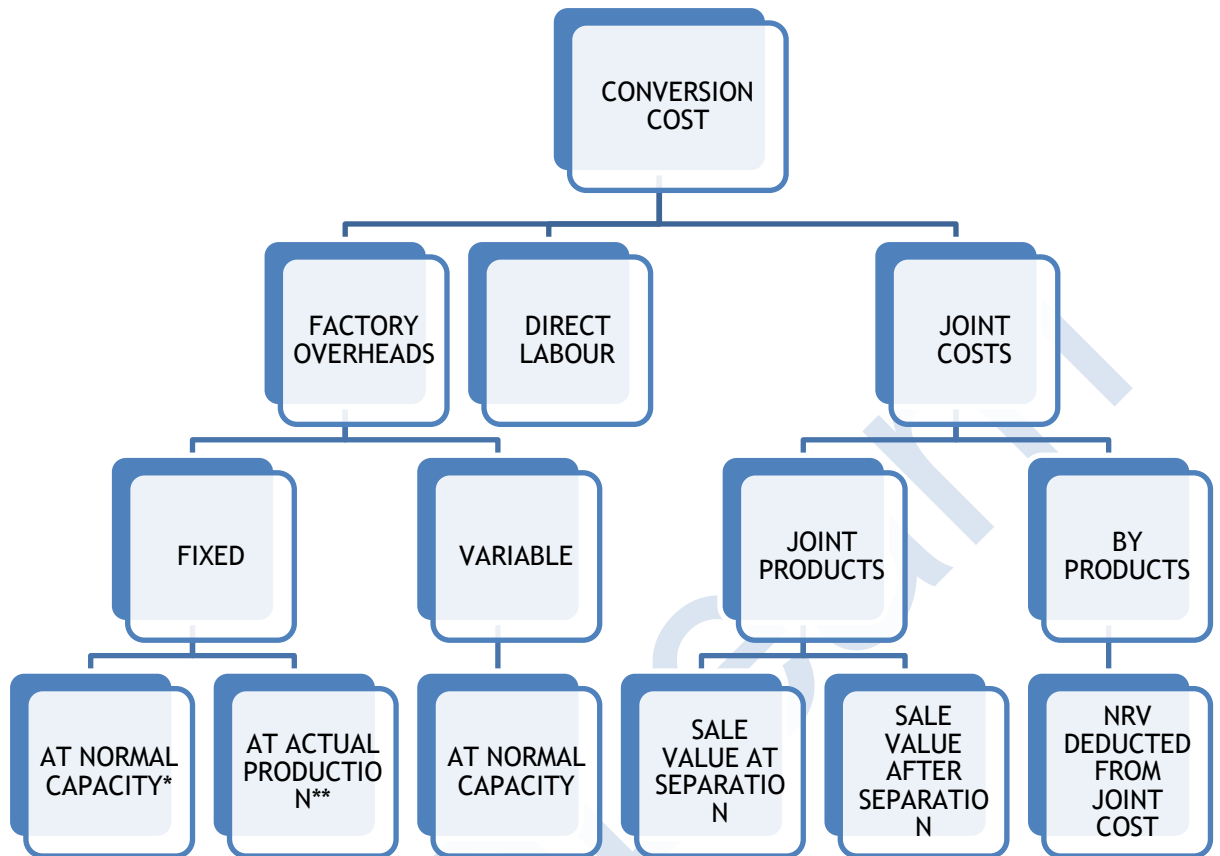 CONVERSION
COST
FACTORY
OVERHEADS
DIRECT
LABOUR
JOINT
COSTS
FIXED
VARIABLE
JOINT
PRODUCTS
BY
PRODUCTS
AT NORMAL
CAPACITY*
AT ACTUAL
PRODUCTIO
N**
AT NORMAL
CAPACITY
SALE
VALUE AT
SEPARATIO
N
SALE
VALUE
AFTER
SEPARATIO
N
NRV
DEDUCTED
FROM
JOINT
COST